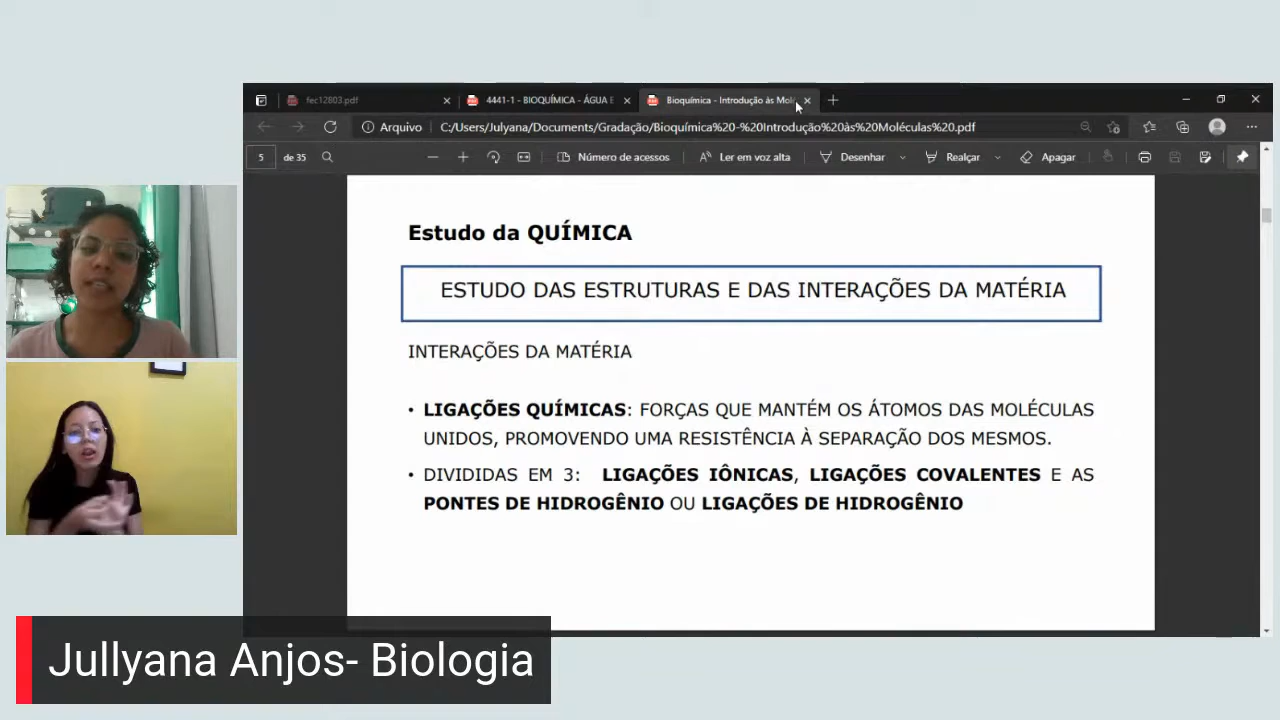 fec12803.pdf
4441-1 - BIOQUÍMICA - ÁGUA E
Bioquímica - Introdução às Mol
Arquivo C:/Users/Julyana/Documents/Gradação/Bioquímica%20-%20Introdução%20às%20Moléculas%20.pdf
5 de 35 Número de acessos Ler em voz alta Desenhar Realçar Apagar
Estudo da QUÍMICA
ESTUDO DAS ESTRUTURAS E DAS INTERAÇÕES DA MATÉRIA
INTERAÇÕES DA MATÉRIA
• LIGAÇÕES QUÍMICAS: FORÇAS QUE MANTÉM OS ÁTOMOS DAS MOLÉCULAS
UNIDOS, PROMOVENDO UMA RESISTÊNCIA À SEPARAÇÃO DOS MESMOS.
• DIVIDIDAS EM 3: LIGAÇÕES IÔNICAS, LIGAÇÕES COVALENTES E AS
PONTES DE HIDROGÊNIO OU LIGAÇÕES DE HIDROGÊNIO
Jullyana Anjos- Biologia